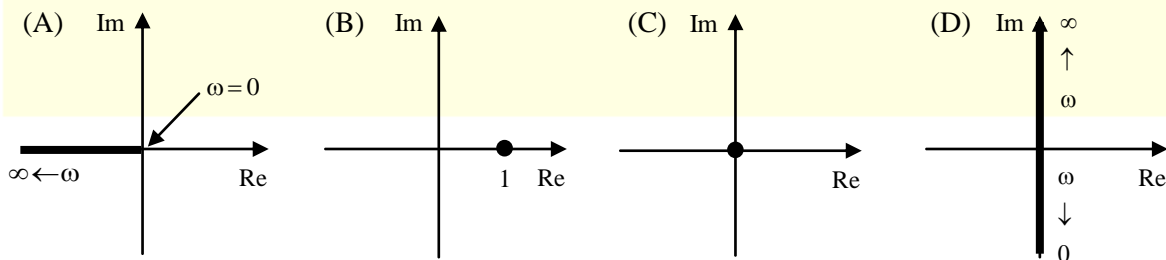 (A) Im ω = 0 Re ∞ ← ω
(B) Im 1 Re
(C) Im Re
(D) Im ∞ ↑ ω Re ω ↓ 0